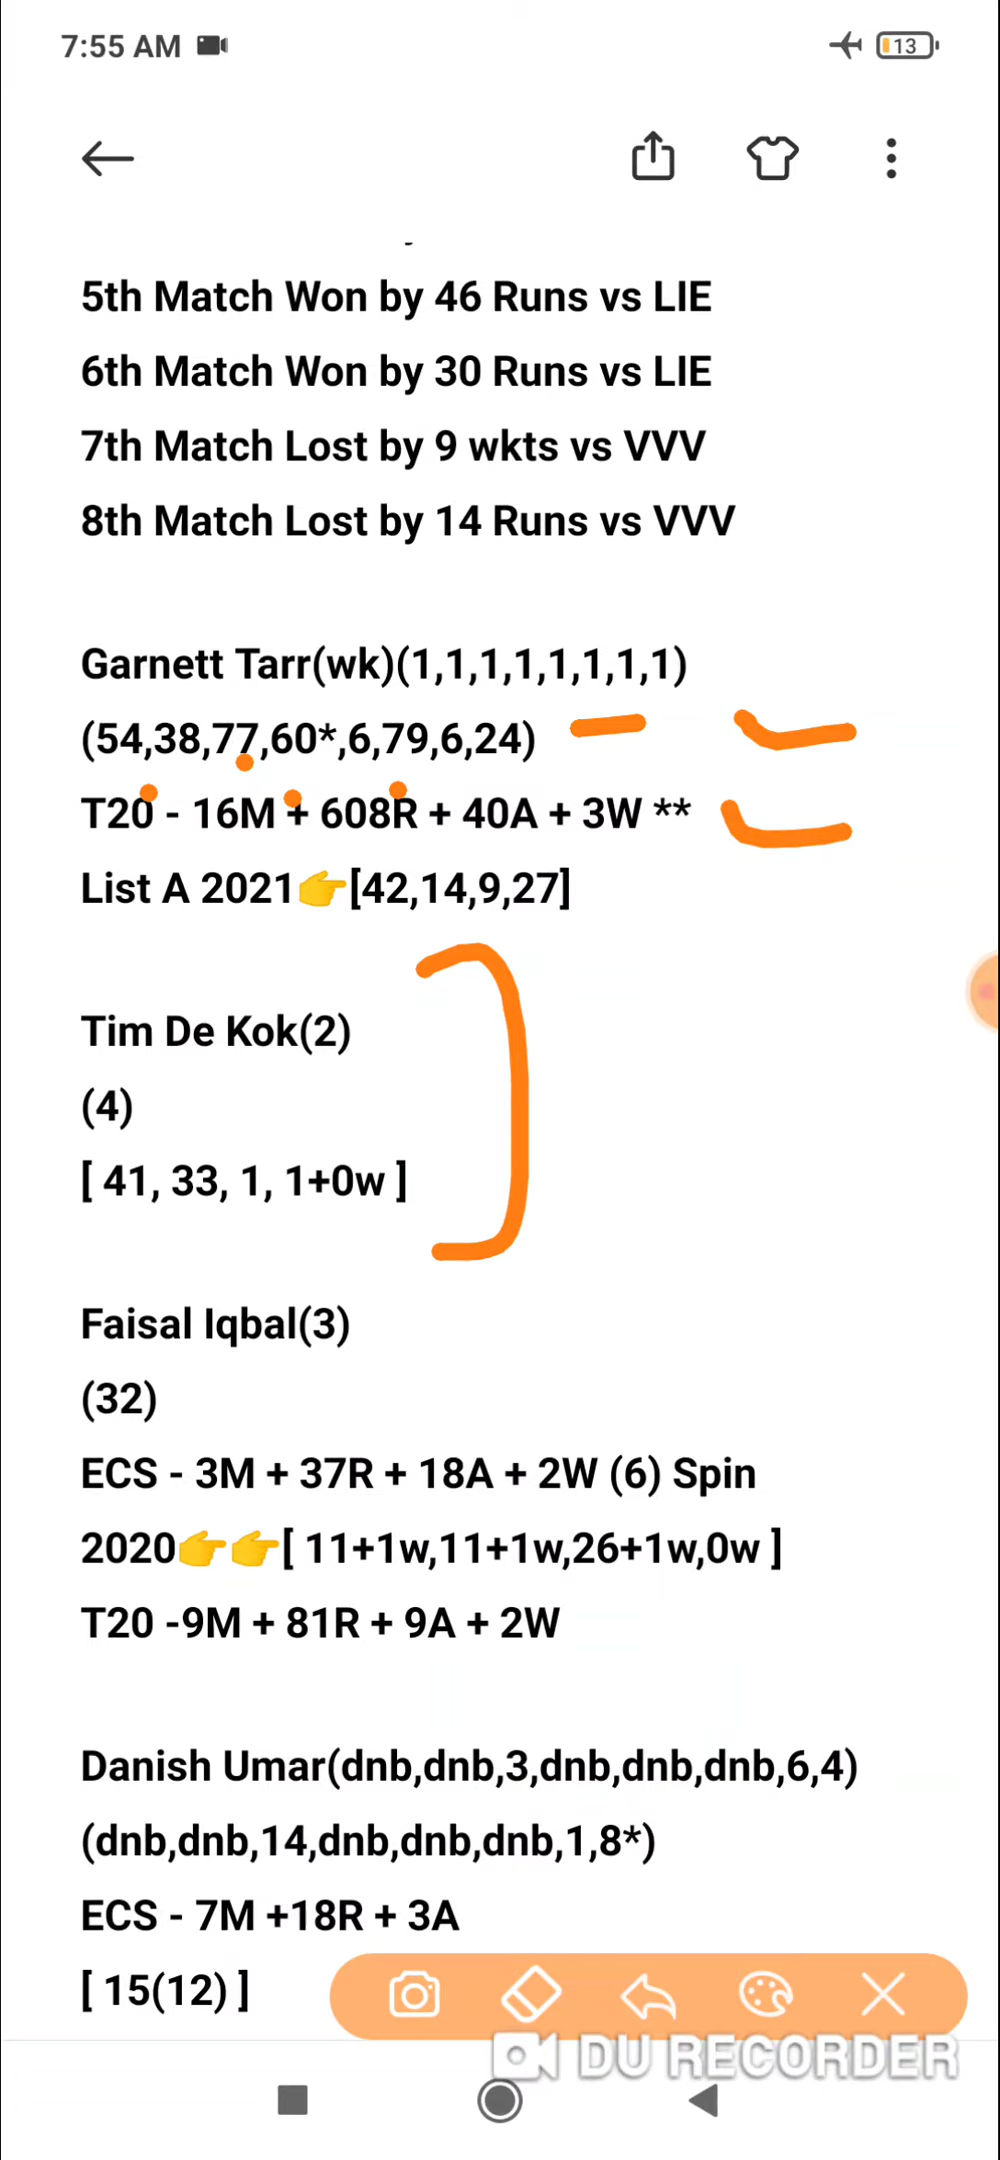 7:55 AM
13
5th Match Won by 46 Runs vs LIE
6th Match Won by 30 Runs vs LIE
7th Match Lost by 9 wkts vs VVV
8th Match Lost by 14 Runs vs VVV
Garnett Tarr(wk)(1,1,1,1,1,1,1,1)
(54,38,77,60*,6,79,6,24)
T20 - 16M + 608R + 40A + 3W **
List A 2021👉[42,14,9,27]
Tim De Kok(2)
(4)
[ 41, 33, 1, 1+0w ]
Faisal Iqbal(3)
(32)
ECS - 3M + 37R + 18A + 2W (6) Spin
2020👉👉[ 11+1w,11+1w,26+1w,0w ]
T20 -9M + 81R + 9A + 2W
Danish Umar(dnb,dnb,3,dnb,dnb,dnb,6,4)
(dnb,dnb,14,dnb,dnb,dnb,1,8*)
ECS - 7M +18R + 3A
[ 15(12) ]
DU RECORDER